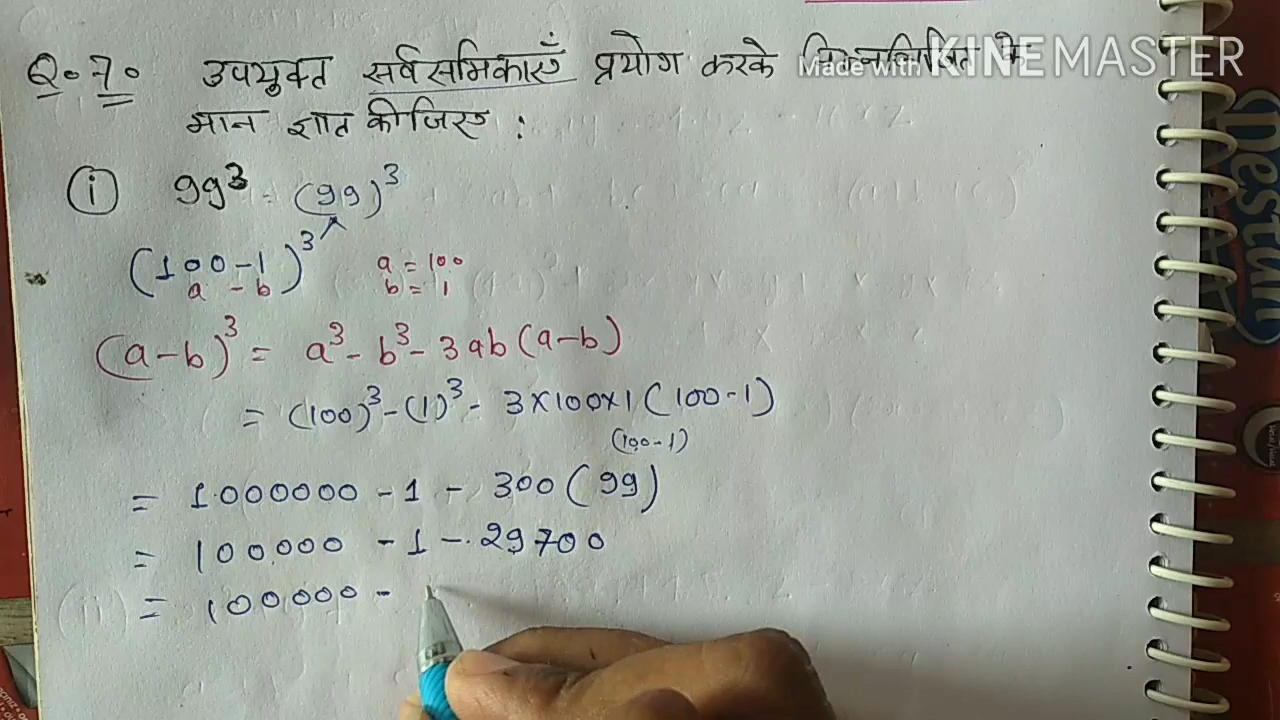 Q. 7. उपयुक्त सर्वसमिकाएँ प्रयोग करके निम्नलिखित के
Made with KINEMASTER
मान ज्ञात कीजिए :
(i) 99³ = (99)³
(100 - 1)³ a = 100
a - b b = 1
(a-b)³ = a³ - b³ - 3ab (a-b)
= (100)³ - (1)³ - 3×100×1 (100-1)
(100-1)
= 1000000 - 1 - 300 (99)
= 100000 - 1 - 29700
= 100000 -
(ii)